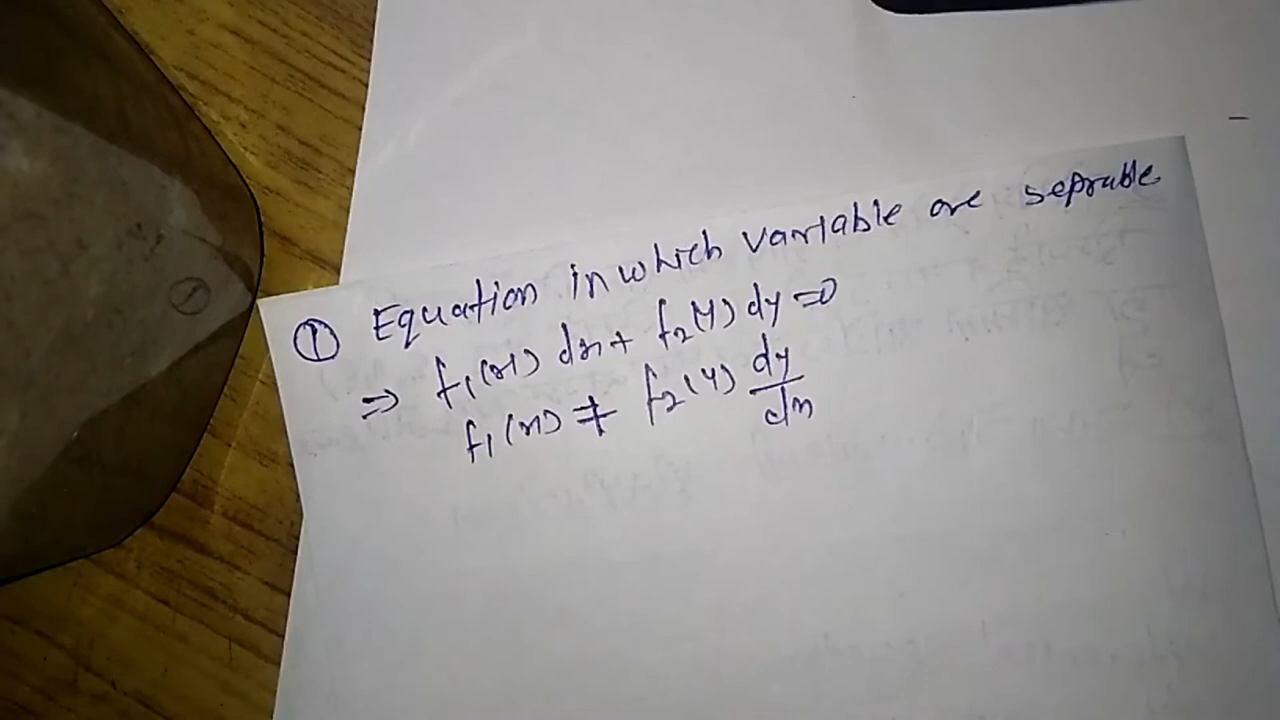 ① Equation in which variable are seprable
⇒ f₁(x) dx + f₂(y) dy = 0
f₁(x) + f₂(y) dy/dx